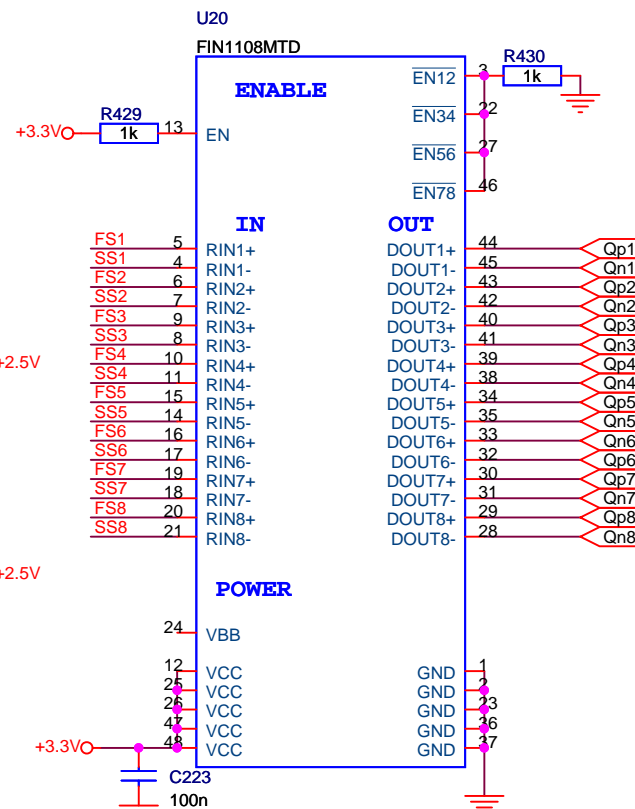 U20
FIN1108MTD
ENABLE
EN12 3 R430 1k
R429
+3.3V 1k 13 EN
EN34 22
EN56 27
EN78 46
IN OUT
FS1 5 RIN1+ DOUT1+ 44 Qp1
SS1 4 RIN1- DOUT1- 45 Qn1
FS2 6 RIN2+ DOUT2+ 43 Qp2
SS2 7 RIN2- DOUT2- 42 Qn2
FS3 9 RIN3+ DOUT3+ 40 Qp3
SS3 8 RIN3- DOUT3- 41 Qn3
+2.5V FS4 10 RIN4+ DOUT4+ 39 Qp4
SS4 11 RIN4- DOUT4- 38 Qn4
FS5 15 RIN5+ DOUT5+ 34 Qp5
SS5 14 RIN5- DOUT5- 35 Qn5
FS6 16 RIN6+ DOUT6+ 33 Qn6
SS6 17 RIN6- DOUT6- 32 Qp6
FS7 19 RIN7+ DOUT7+ 30 Qp7
SS7 18 RIN7- DOUT7- 31 Qn7
FS8 20 RIN8+ DOUT8+ 29 Qp8
SS8 21 RIN8- DOUT8- 28 Qn8
+2.5V
POWER
24 VBB
12 VCC GND 1
25 VCC GND 2
26 VCC GND 23
47 VCC GND 36
+3.3V 48 VCC GND 37
C223
100n